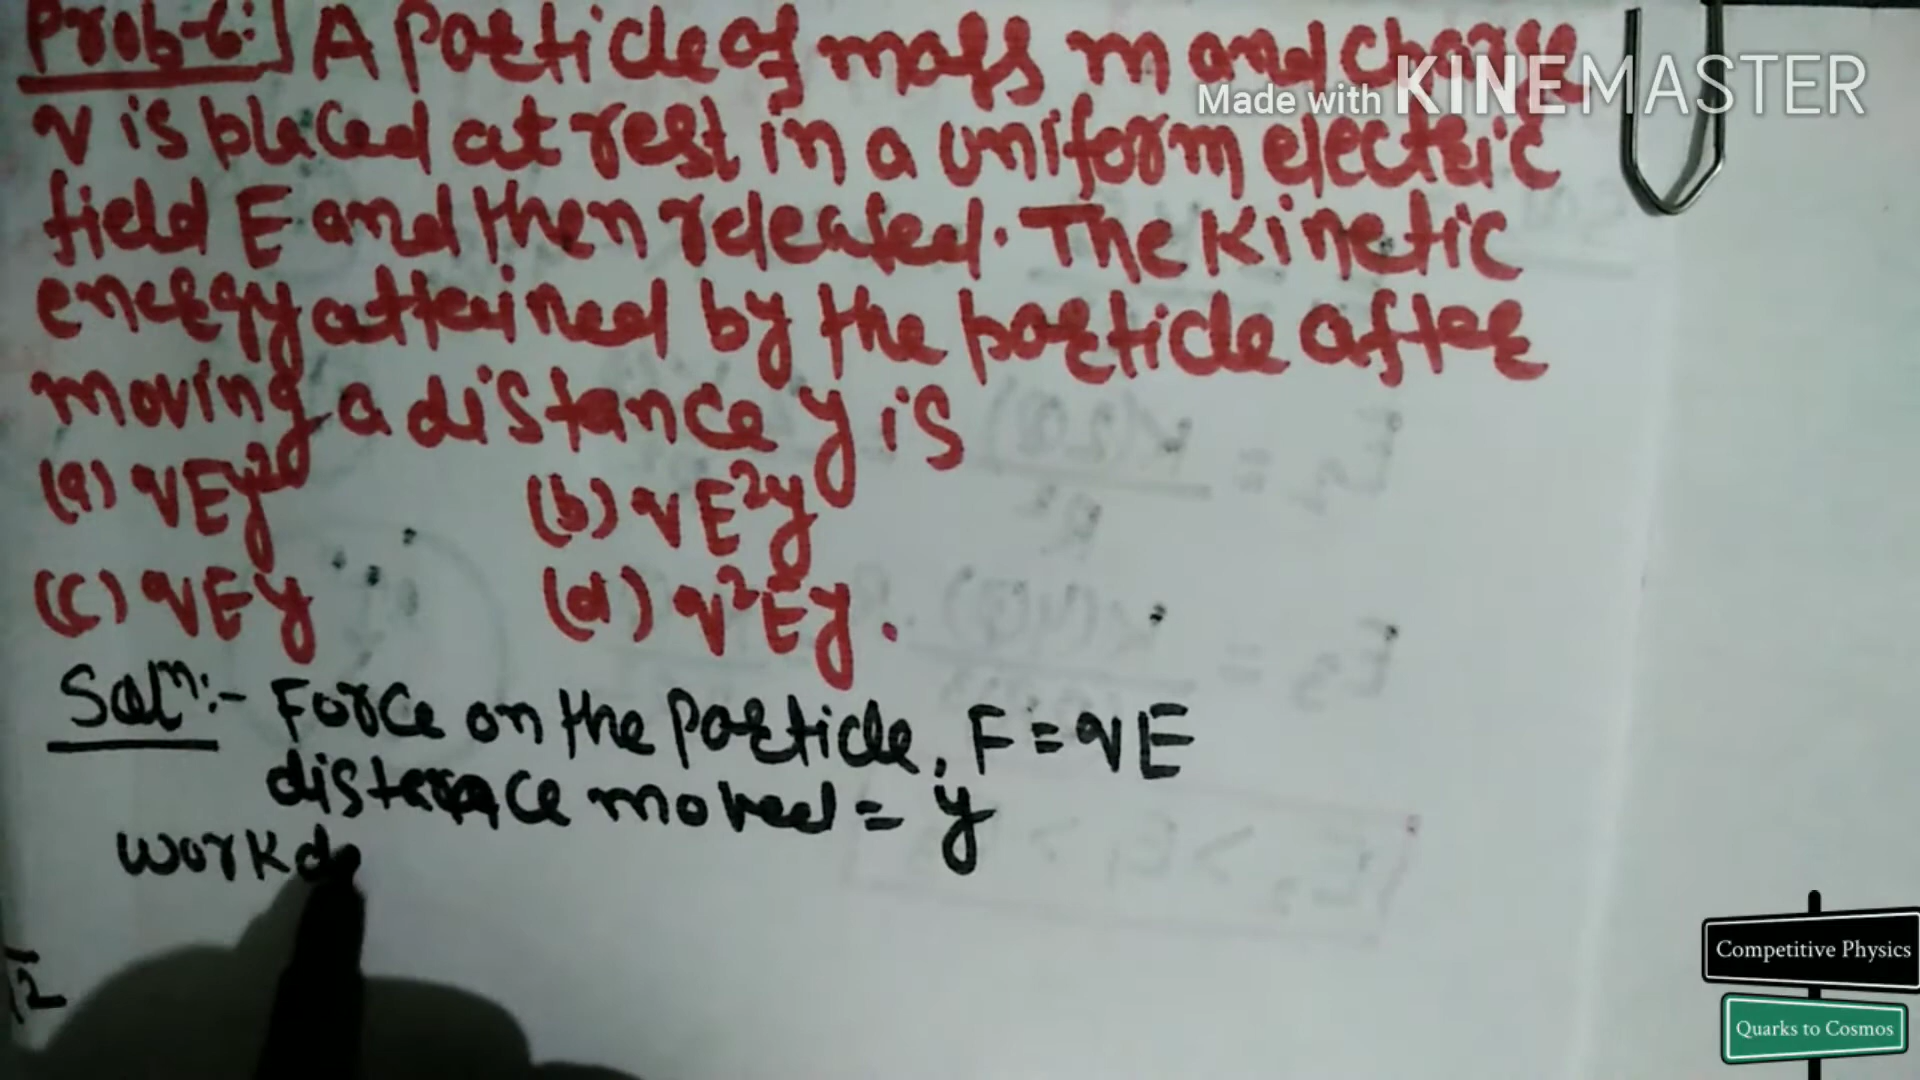 Prob-6:] A Particle of mass m and charge
q is placed at rest in a uniform electric
field E and then released. The Kinetic
energy attained by the particle after
moving a distance y is
(a) qEy² (b) qE²y
(c) qEy (d) q²Ey.
Solⁿ:- Force on the Particle, F = qE
distance moved = y
work do
12
Made with KINEMASTER
Competitive Physics
Quarks to Cosmos